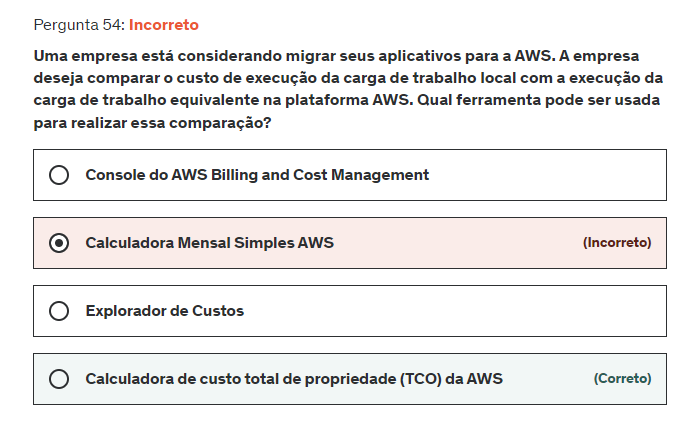 Pergunta 54: Incorreto
Uma empresa está considerando migrar seus aplicativos para a AWS. A empresa
deseja comparar o custo de execução da carga de trabalho local com a execução da
carga de trabalho equivalente na plataforma AWS. Qual ferramenta pode ser usada
para realizar essa comparação?
Console do AWS Billing and Cost Management
Calculadora Mensal Simples AWS (Incorreto)
Explorador de Custos
Calculadora de custo total de propriedade (TCO) da AWS (Correto)